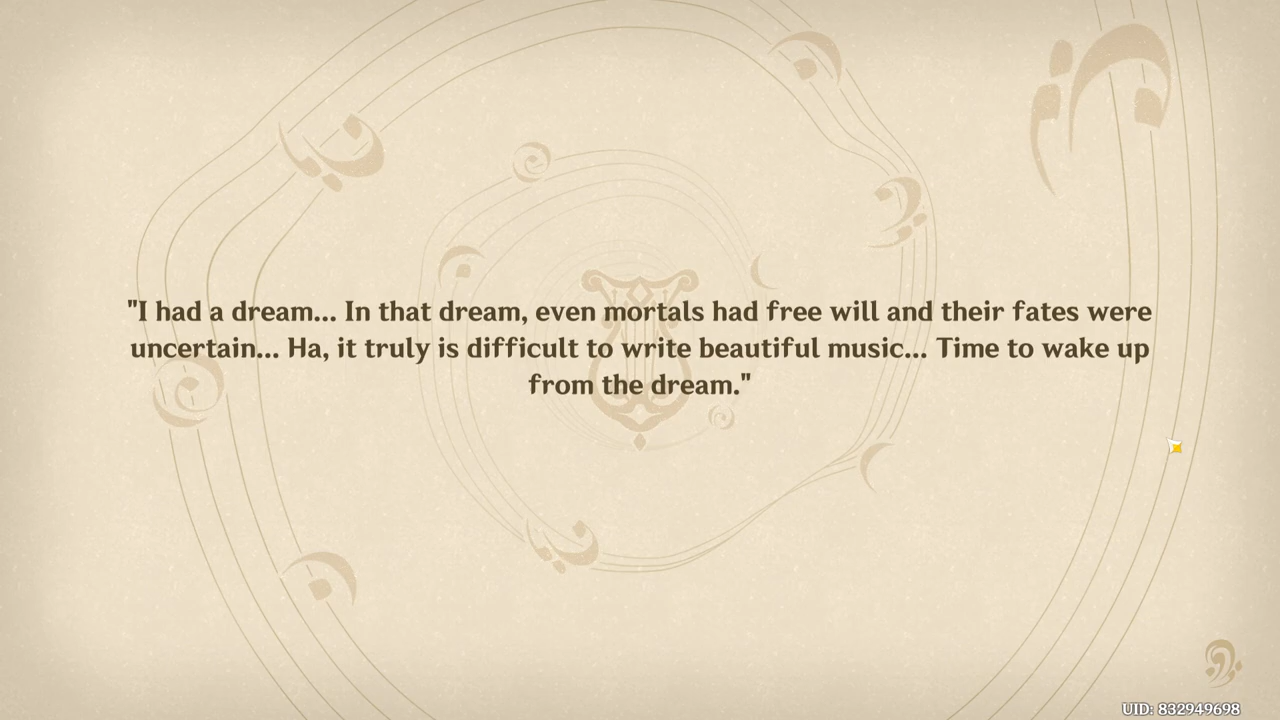 "I had a dream... In that dream, even mortals had free will and their fates were
uncertain... Ha, it truly is difficult to write beautiful music... Time to wake up
from the dream."
UID: 832949698